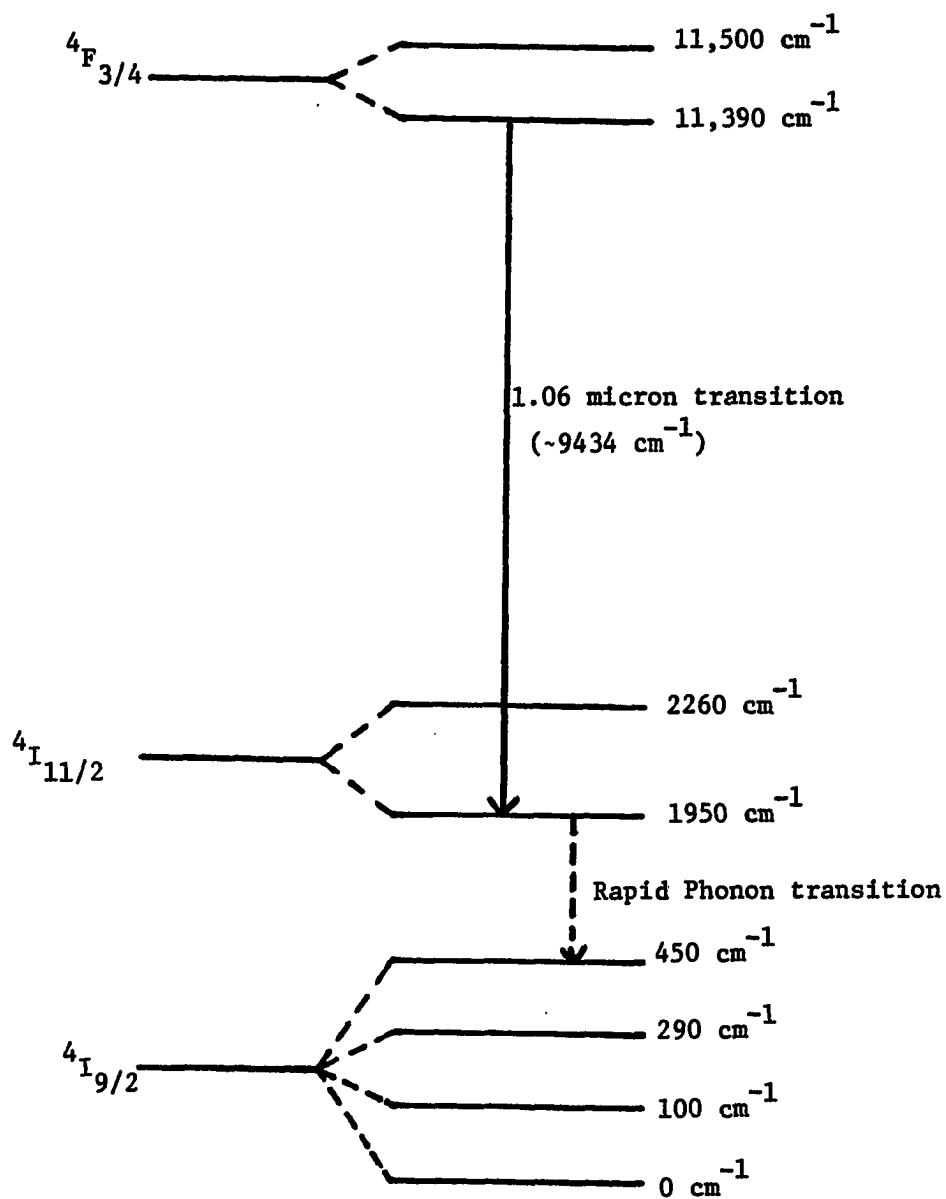 ⁴F₃/₄
11,500 cm⁻¹
11,390 cm⁻¹
1.06 micron transition
(~9434 cm⁻¹)
⁴I₁₁/₂
2260 cm⁻¹
1950 cm⁻¹
Rapid Phonon transition
⁴I₉/₂
450 cm⁻¹
290 cm⁻¹
100 cm⁻¹
0 cm⁻¹